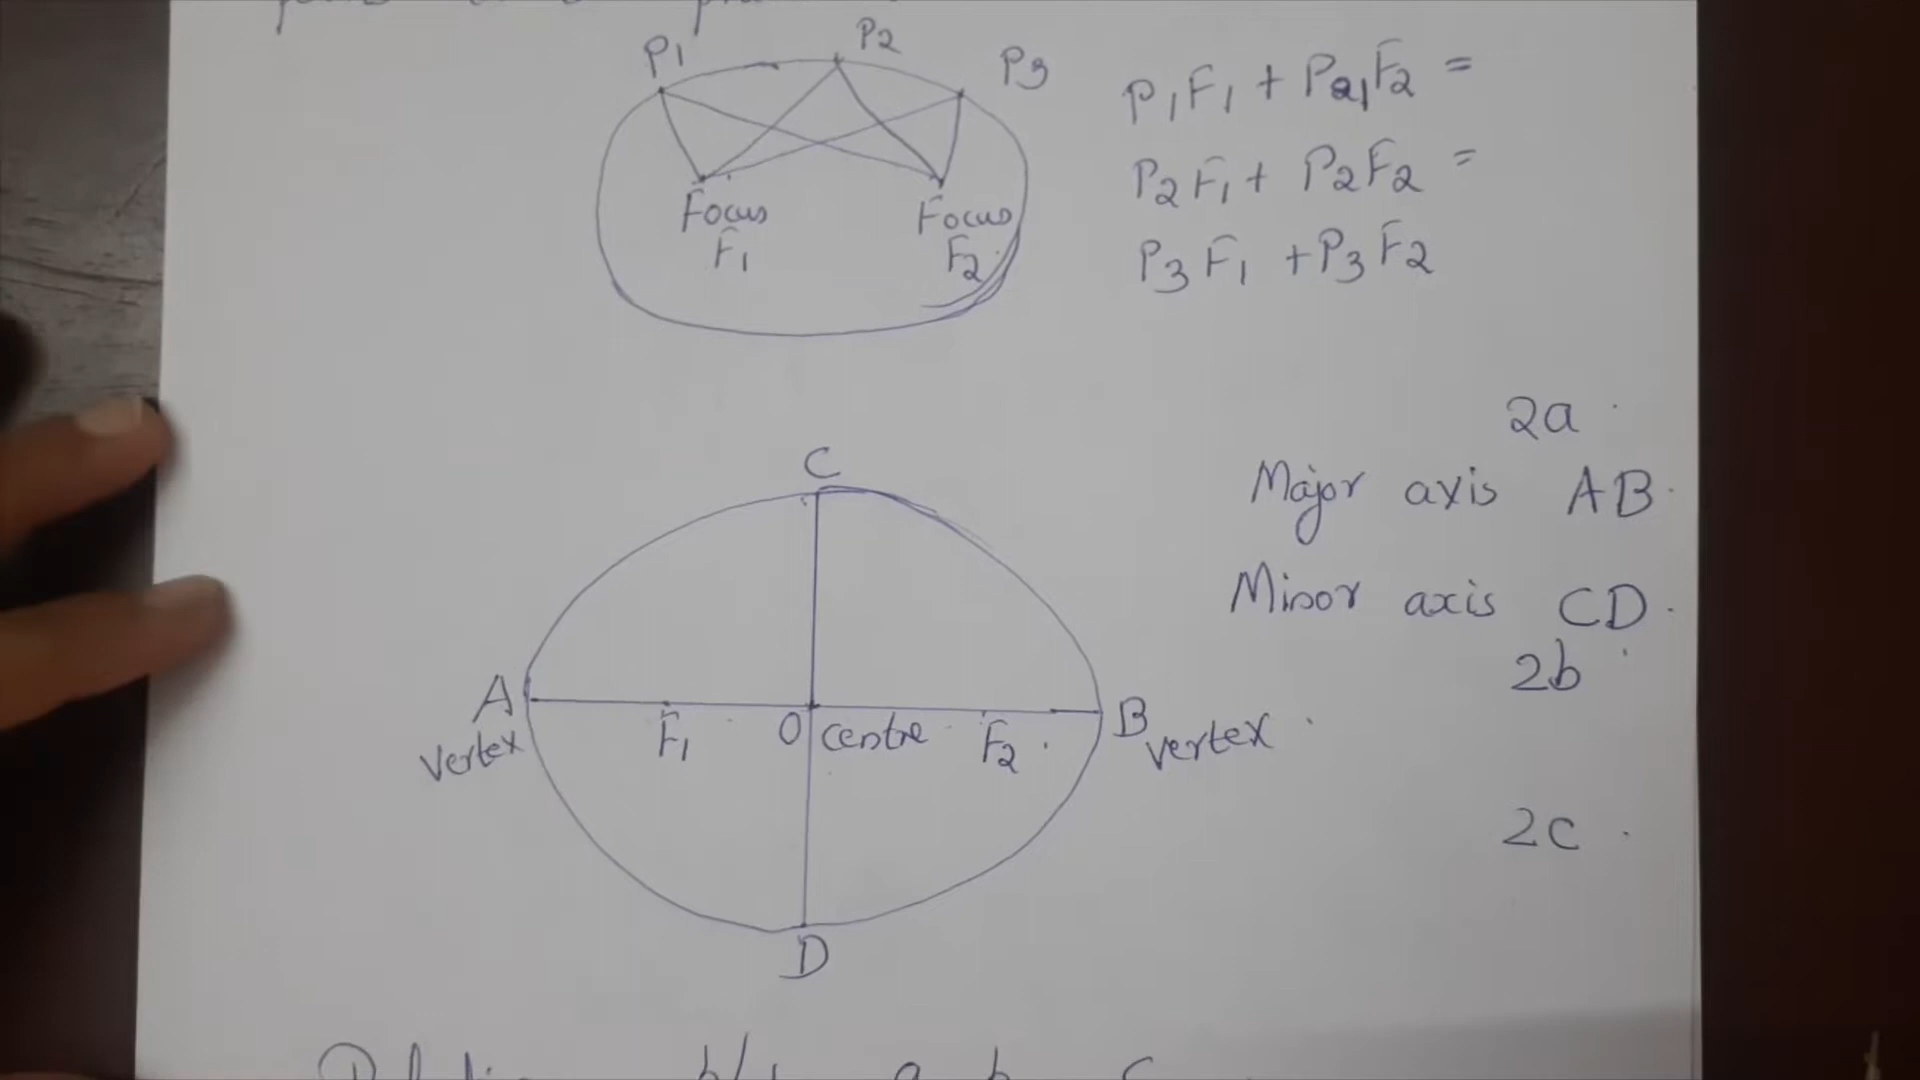 P1 P2 P3
P1F1 + P21F2 =
P2F1 + P2F2 =
P3F1 + P3F2
Focus F1
Focus F2
2a
Major axis AB
Minor axis CD
2b
2c
C
A vertex
F1
O centre
F2
B vertex
D
a b c